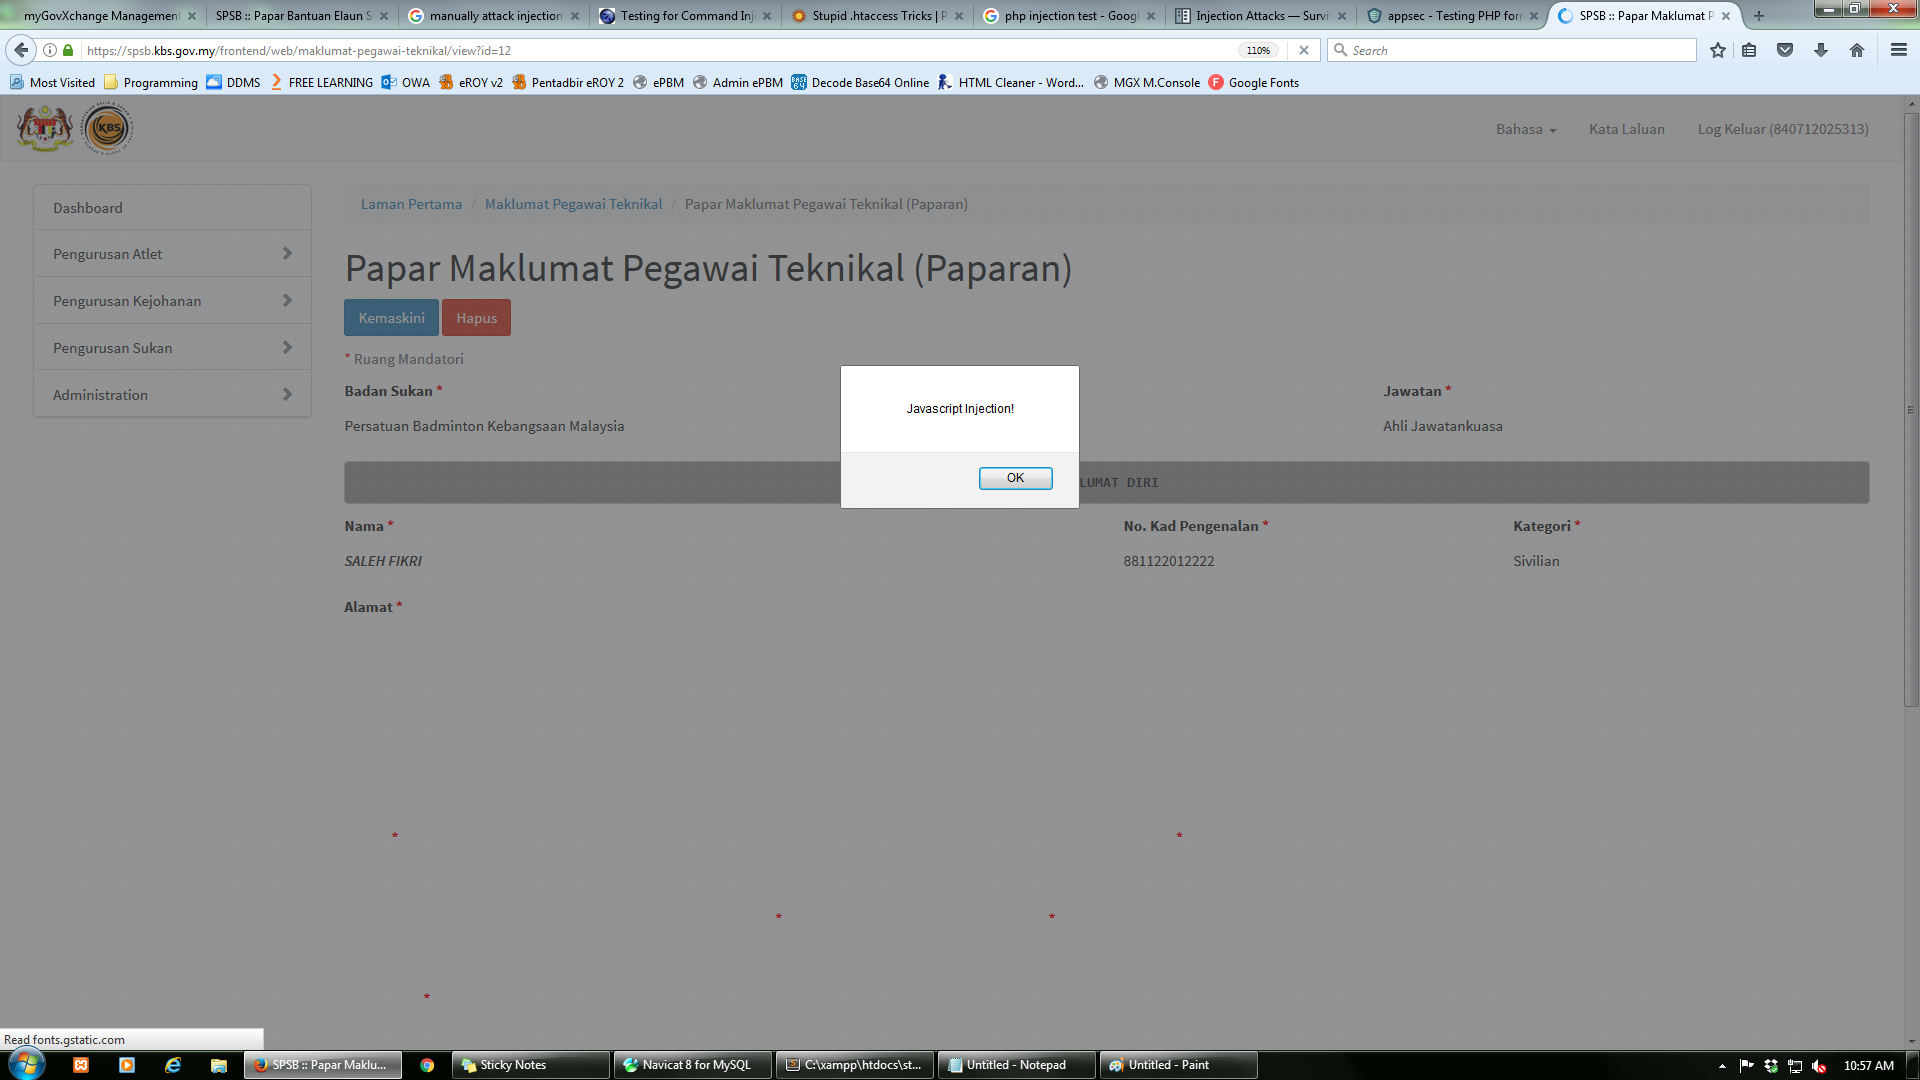 myGovXchange Management
SPSB :: Papar Bantuan Elaun S
manually attack injection
Testing for Command Inj
Stupid .htaccess Tricks | P
php injection test - Goog
Injection Attacks — Survi
appsec - Testing PHP for
SPSB :: Papar Maklumat P
https://spsb.kbs.gov.my/frontend/web/maklumat-pegawai-teknikal/view?id=12
110%
Search
Most Visited
Programming
DDMS
FREE LEARNING
OWA
eROY v2
Pentadbir eROY 2
ePBM
Admin ePBM
Decode Base64 Online
HTML Cleaner - Word...
MGX M.Console
Google Fonts
KBS
Bahasa
Kata Laluan
Log Keluar (840712025313)
Dashboard
Pengurusan Atlet
Pengurusan Kejohanan
Pengurusan Sukan
Administration
Laman Pertama / Maklumat Pegawai Teknikal / Papar Maklumat Pegawai Teknikal (Paparan)
Papar Maklumat Pegawai Teknikal (Paparan)
Kemaskini
Hapus
* Ruang Mandatori
Badan Sukan *
Jawatan *
Persatuan Badminton Kebangsaan Malaysia
Ahli Jawatankuasa
Javascript Injection!
OK
LUMAT DIRI
Nama *
No. Kad Pengenalan *
Kategori *
SALEH FIKRI
881122012222
Sivilian
Alamat *
*
*
*
*
*
Read fonts.gstatic.com
SPSB :: Papar Maklu...
Sticky Notes
Navicat 8 for MySQL
C:\xampp\htdocs\st...
Untitled - Notepad
Untitled - Paint
10:57 AM